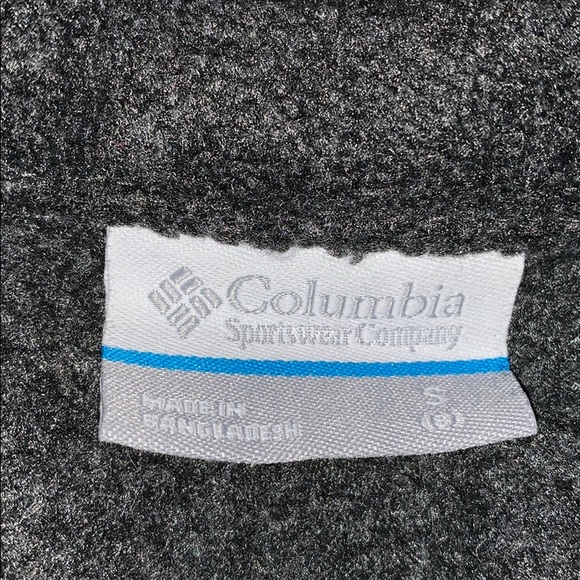 Columbia
Sportswear Company
MADE IN
BANGLADESH
S